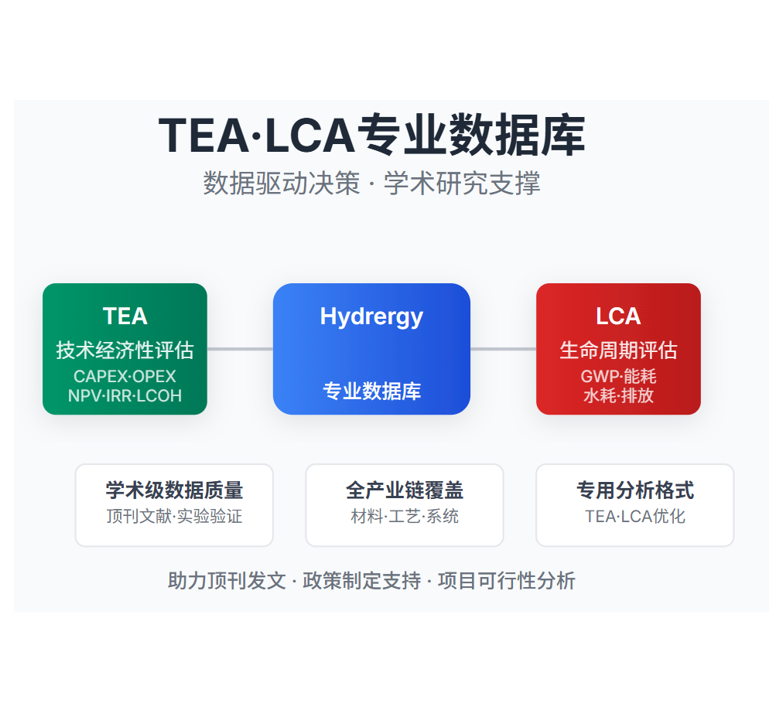 TEA·LCA专业数据库
数据驱动决策 · 学术研究支撑
TEA
技术经济性评估
CAPEX·OPEX
NPV·IRR·LCOH
Hydrergy
专业数据库
LCA
生命周期评估
GWP·能耗
水耗·排放
学术级数据质量
顶刊文献·实验验证
全产业链覆盖
材料·工艺·系统
专用分析格式
TEA·LCA优化
助力顶刊发文 · 政策制定支持 · 项目可行性分析